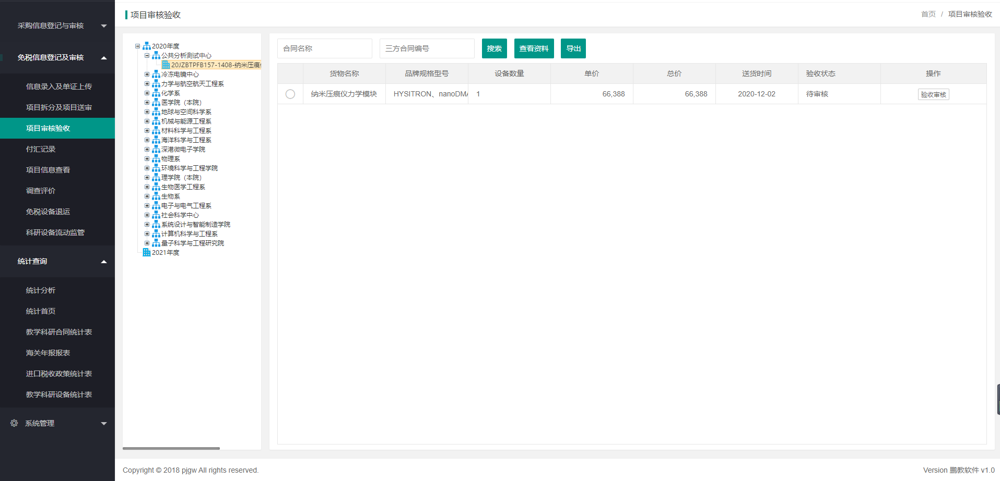 采购信息登记与审核
免税信息登记及审核
信息录入及单证上传
项目拆分及项目送审
项目审核验收
付汇记录
项目信息查看
调查评价
免税设备退运
科研设备流动监管
统计查询
统计分析
统计首页
教学科研合同统计表
海关年报报表
进口税收政策统计表
教学科研设备统计表
系统管理
项目审核验收
首页 / 项目审核验收
2020年度
公共分析测试中心
20JZBTPFB157-1408-纳米压痕
冷冻电镜中心
力学与航空航天工程系
化学系
医学院（本院）
地球与空间科学系
机械与能源工程系
材料科学与工程系
海洋科学与工程系
深港微电子学院
物理系
环境科学与工程学院
理学院（本院）
生物医学工程系
生物系
电子与电气工程系
社会科学中心
系统设计与智能制造学院
计算机科学与工程系
量子科学与工程研究院
2021年度
合同名称 三方合同编号 搜索 查看资料 导出
货物名称 品牌规格型号 设备数量 单价 总价 送货时间 验收状态 操作
纳米压痕仪力学模块 HYSITRON、nanoDMA 1 66,388 66,388 2020-12-02 待审核 验收审核
Copyright © 2018 pjgw All rights reserved.
Version 鹏教软件 v1.0